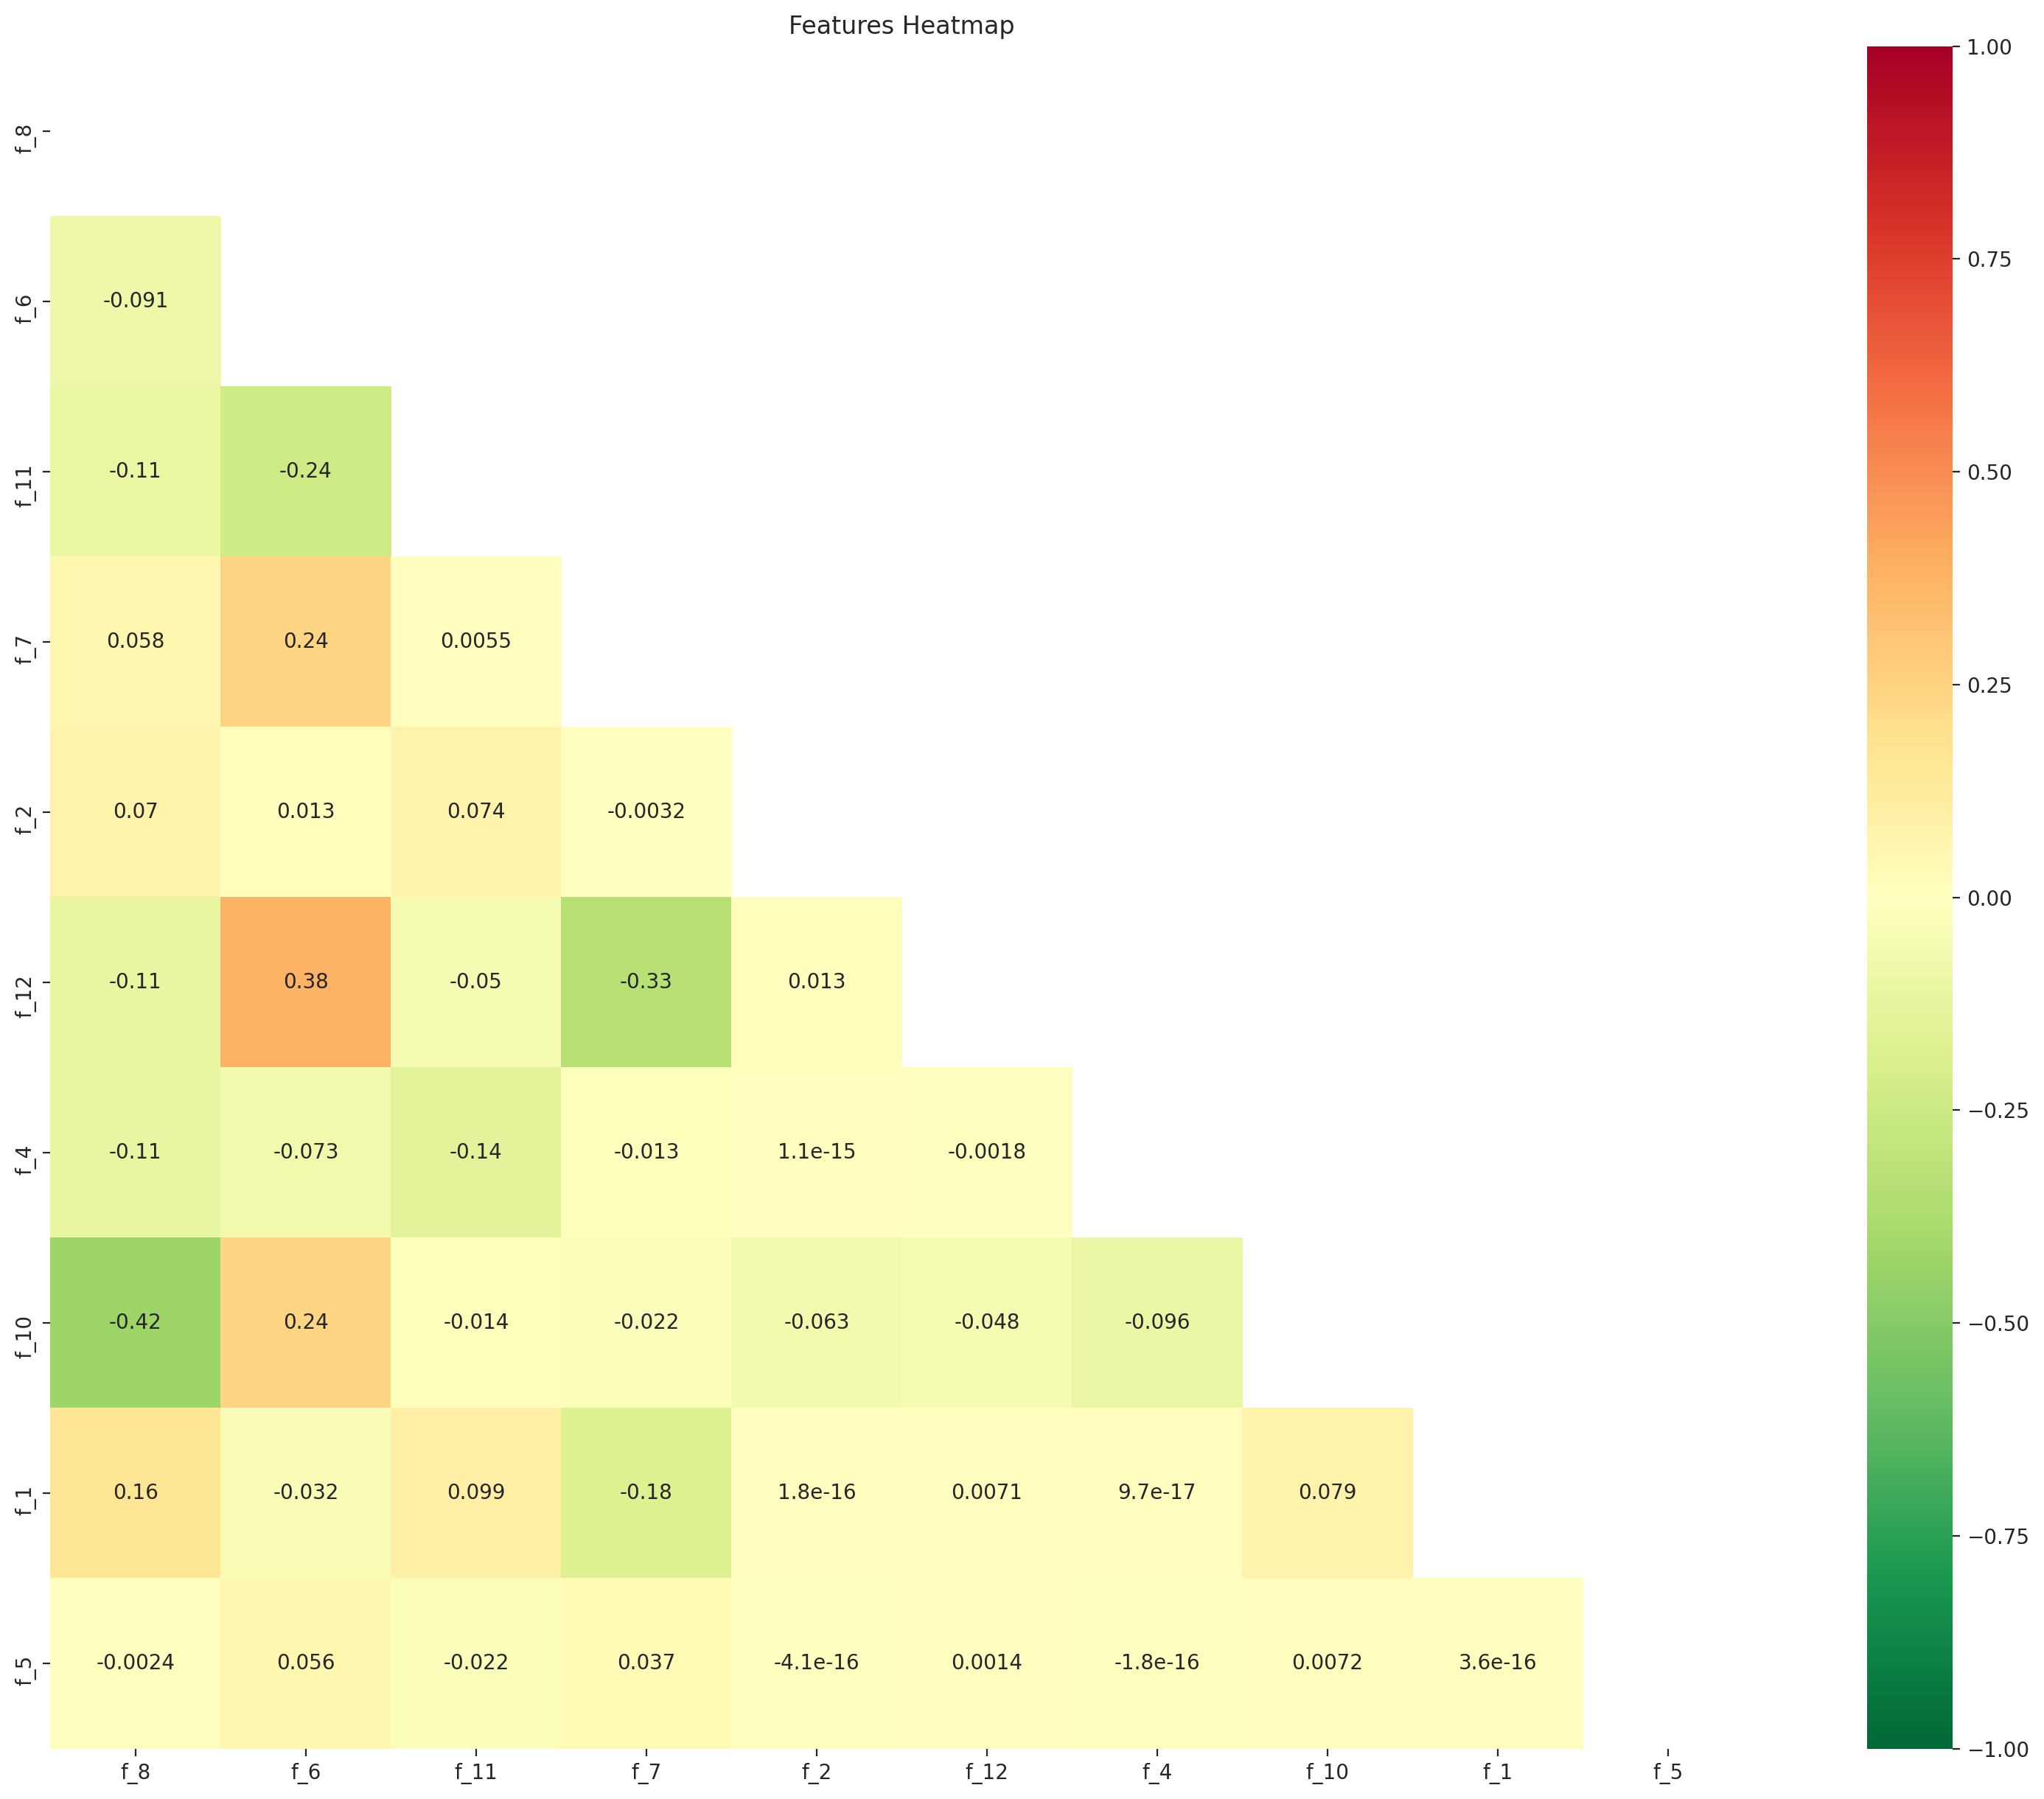 Features Heatmap
1.00
f_8
0.75
f_6 -0.091
0.50
f_11 -0.11 -0.24
f_7 0.058 0.24 0.0055
0.25
f_2 0.07 0.013 0.074 -0.0032
0.00
f_12 -0.11 0.38 -0.05 -0.33 0.013
−0.25
f_4 -0.11 -0.073 -0.14 -0.013 1.1e-15 -0.0018
−0.50
f_10 -0.42 0.24 -0.014 -0.022 -0.063 -0.048 -0.096
f_1 0.16 -0.032 0.099 -0.18 1.8e-16 0.0071 9.7e-17 0.079
−0.75
f_5 -0.0024 0.056 -0.022 0.037 -4.1e-16 0.0014 -1.8e-16 0.0072 3.6e-16
−1.00
f_8 f_6 f_11 f_7 f_2 f_12 f_4 f_10 f_1 f_5